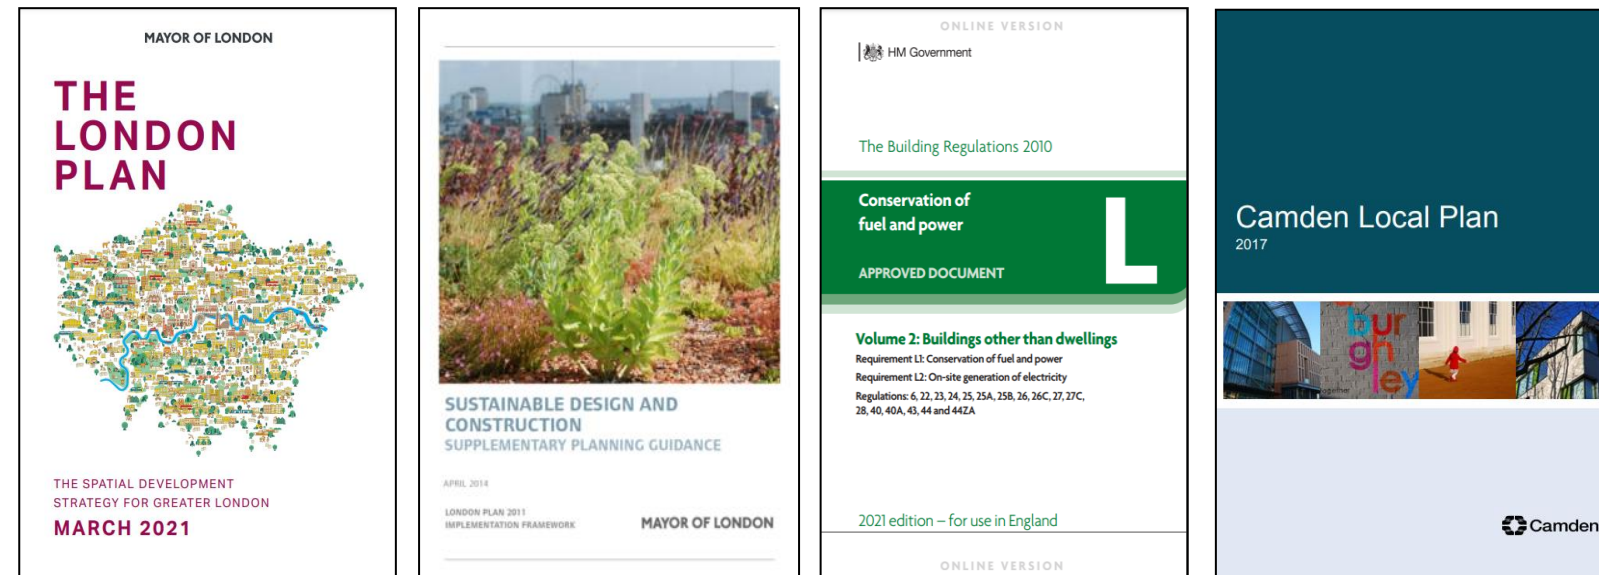 MAYOR OF LONDON
THE
LONDON
PLAN
THE SPATIAL DEVELOPMENT
STRATEGY FOR GREATER LONDON
MARCH 2021
SUSTAINABLE DESIGN AND
CONSTRUCTION
SUPPLEMENTARY PLANNING GUIDANCE
APRIL 2014
LONDON PLAN 2011
IMPLEMENTATION FRAMEWORK
MAYOR OF LONDON
ONLINE VERSION
HM Government
The Building Regulations 2010
Conservation of
fuel and power
L
APPROVED DOCUMENT
Volume 2: Buildings other than dwellings
Requirement L1: Conservation of fuel and power
Requirement L2: On-site generation of electricity
Regulations: 6, 22, 23, 24, 25, 25A, 25B, 26, 26C, 27, 27C,
28, 40, 40A, 43, 44 and 44ZA
2021 edition – for use in England
ONLINE VERSION
Camden Local Plan
2017
bur
gh
ley
Camden